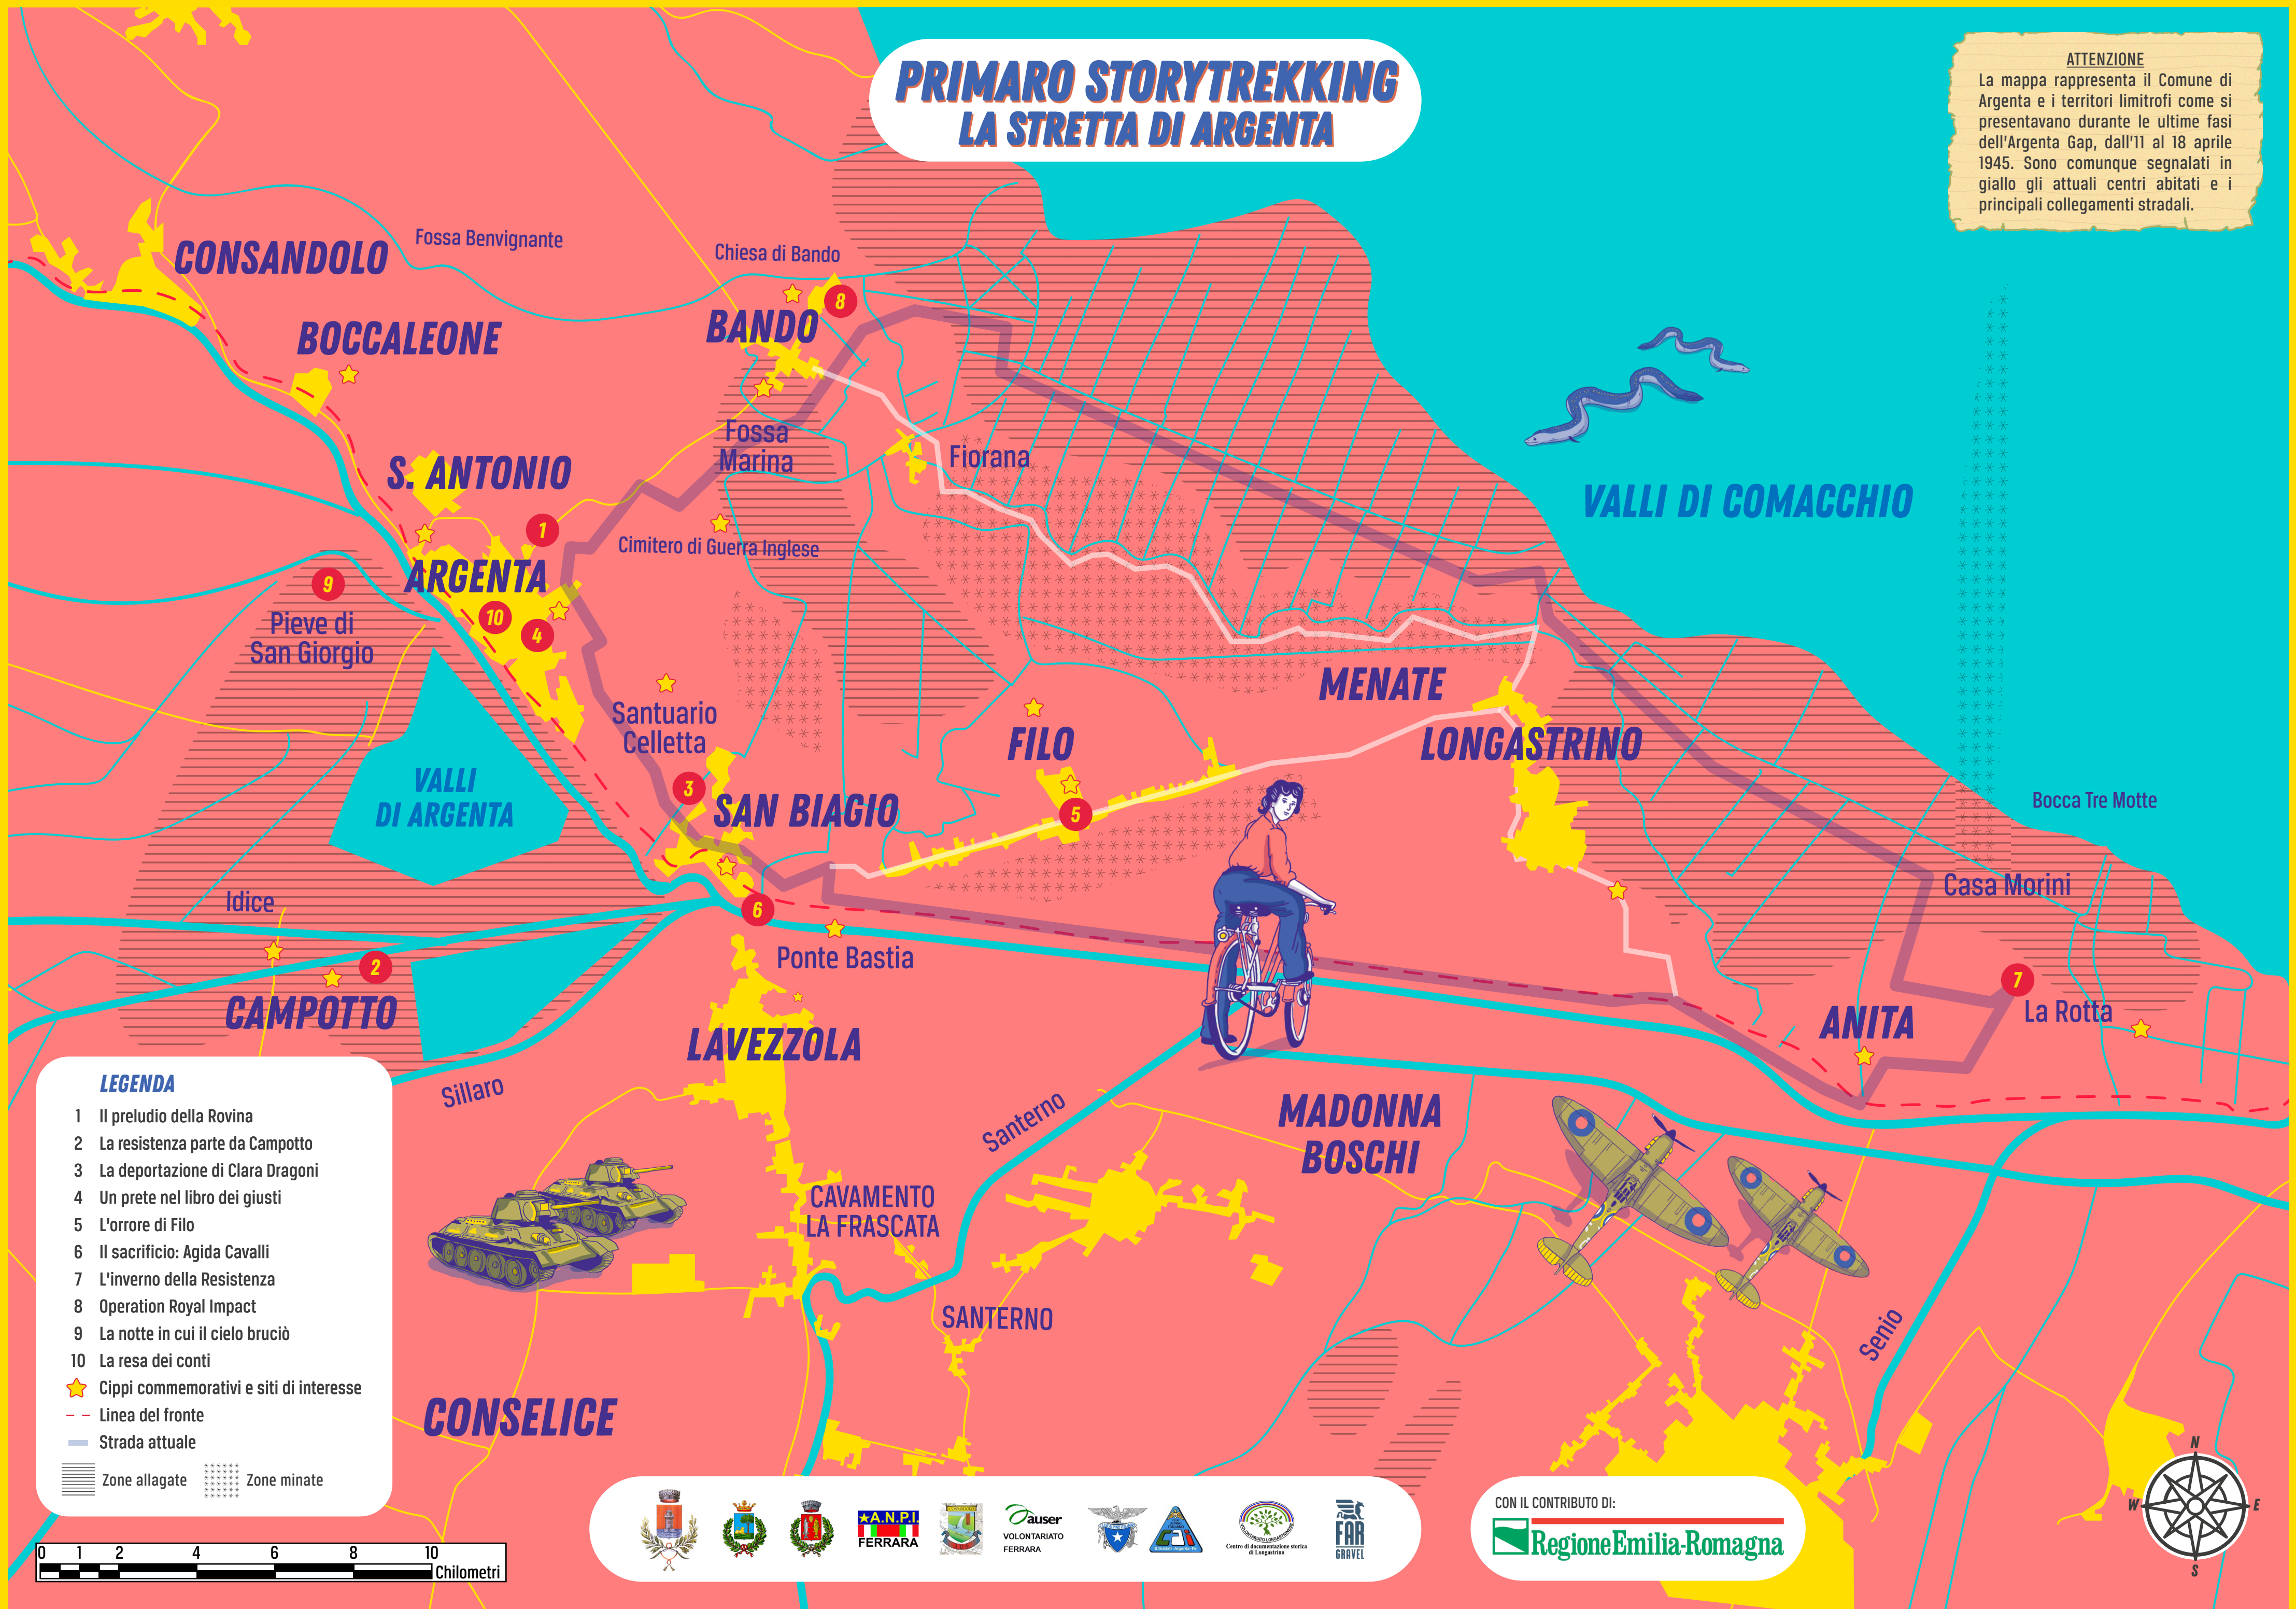 PRIMARO STORYTREKKING
LA STRETTA DI ARGENTA
ATTENZIONE
La mappa rappresenta il Comune di
Argenta e i territori limitrofi come si
presentavano durante le ultime fasi
dell'Argenta Gap, dall'11 al 18 aprile
1945. Sono comunque segnalati in
giallo gli attuali centri abitati e i
principali collegamenti stradali.
CONSANDOLO
Fossa Benvignante
Chiesa di Bando
8
BANDO
BOCCALEONE
Fossa
Marina
Fiorana
S. ANTONIO
VALLI DI COMACCHIO
1
Cimitero di Guerra Inglese
ARGENTA
9
10
4
Pieve di
San Giorgio
MENATE
Santuario
Celletta
FILO
LONGASTRINO
VALLI
DI ARGENTA
3
SAN BIAGIO
5
Bocca Tre Motte
Casa Morini
Idice
6
Ponte Bastia
2
CAMPOTTO
7
La Rotta
ANITA
LAVEZZOLA
Sillaro
Santerno
MADONNA
BOSCHI
CAVAMENTO
LA FRASCATA
SANTERNO
Senio
CONSELICE
LEGENDA
1 Il preludio della Rovina
2 La resistenza parte da Campotto
3 La deportazione di Clara Dragoni
4 Un prete nel libro dei giusti
5 L'orrore di Filo
6 Il sacrificio: Agida Cavalli
7 L'inverno della Resistenza
8 Operation Royal Impact
9 La notte in cui il cielo bruciò
10 La resa dei conti
Cippi commemorativi e siti di interesse
Linea del fronte
Strada attuale
Zone allagate Zone minate
0 1 2 4 6 8 10
Chilometri
A.N.P.I.
FERRARA
auser
VOLONTARIATO
FERRARA
CAI
Centro di documentazione storica
di Longastrino
FAR
GRAVEL
CON IL CONTRIBUTO DI:
RegioneEmilia-Romagna
N
W E
S